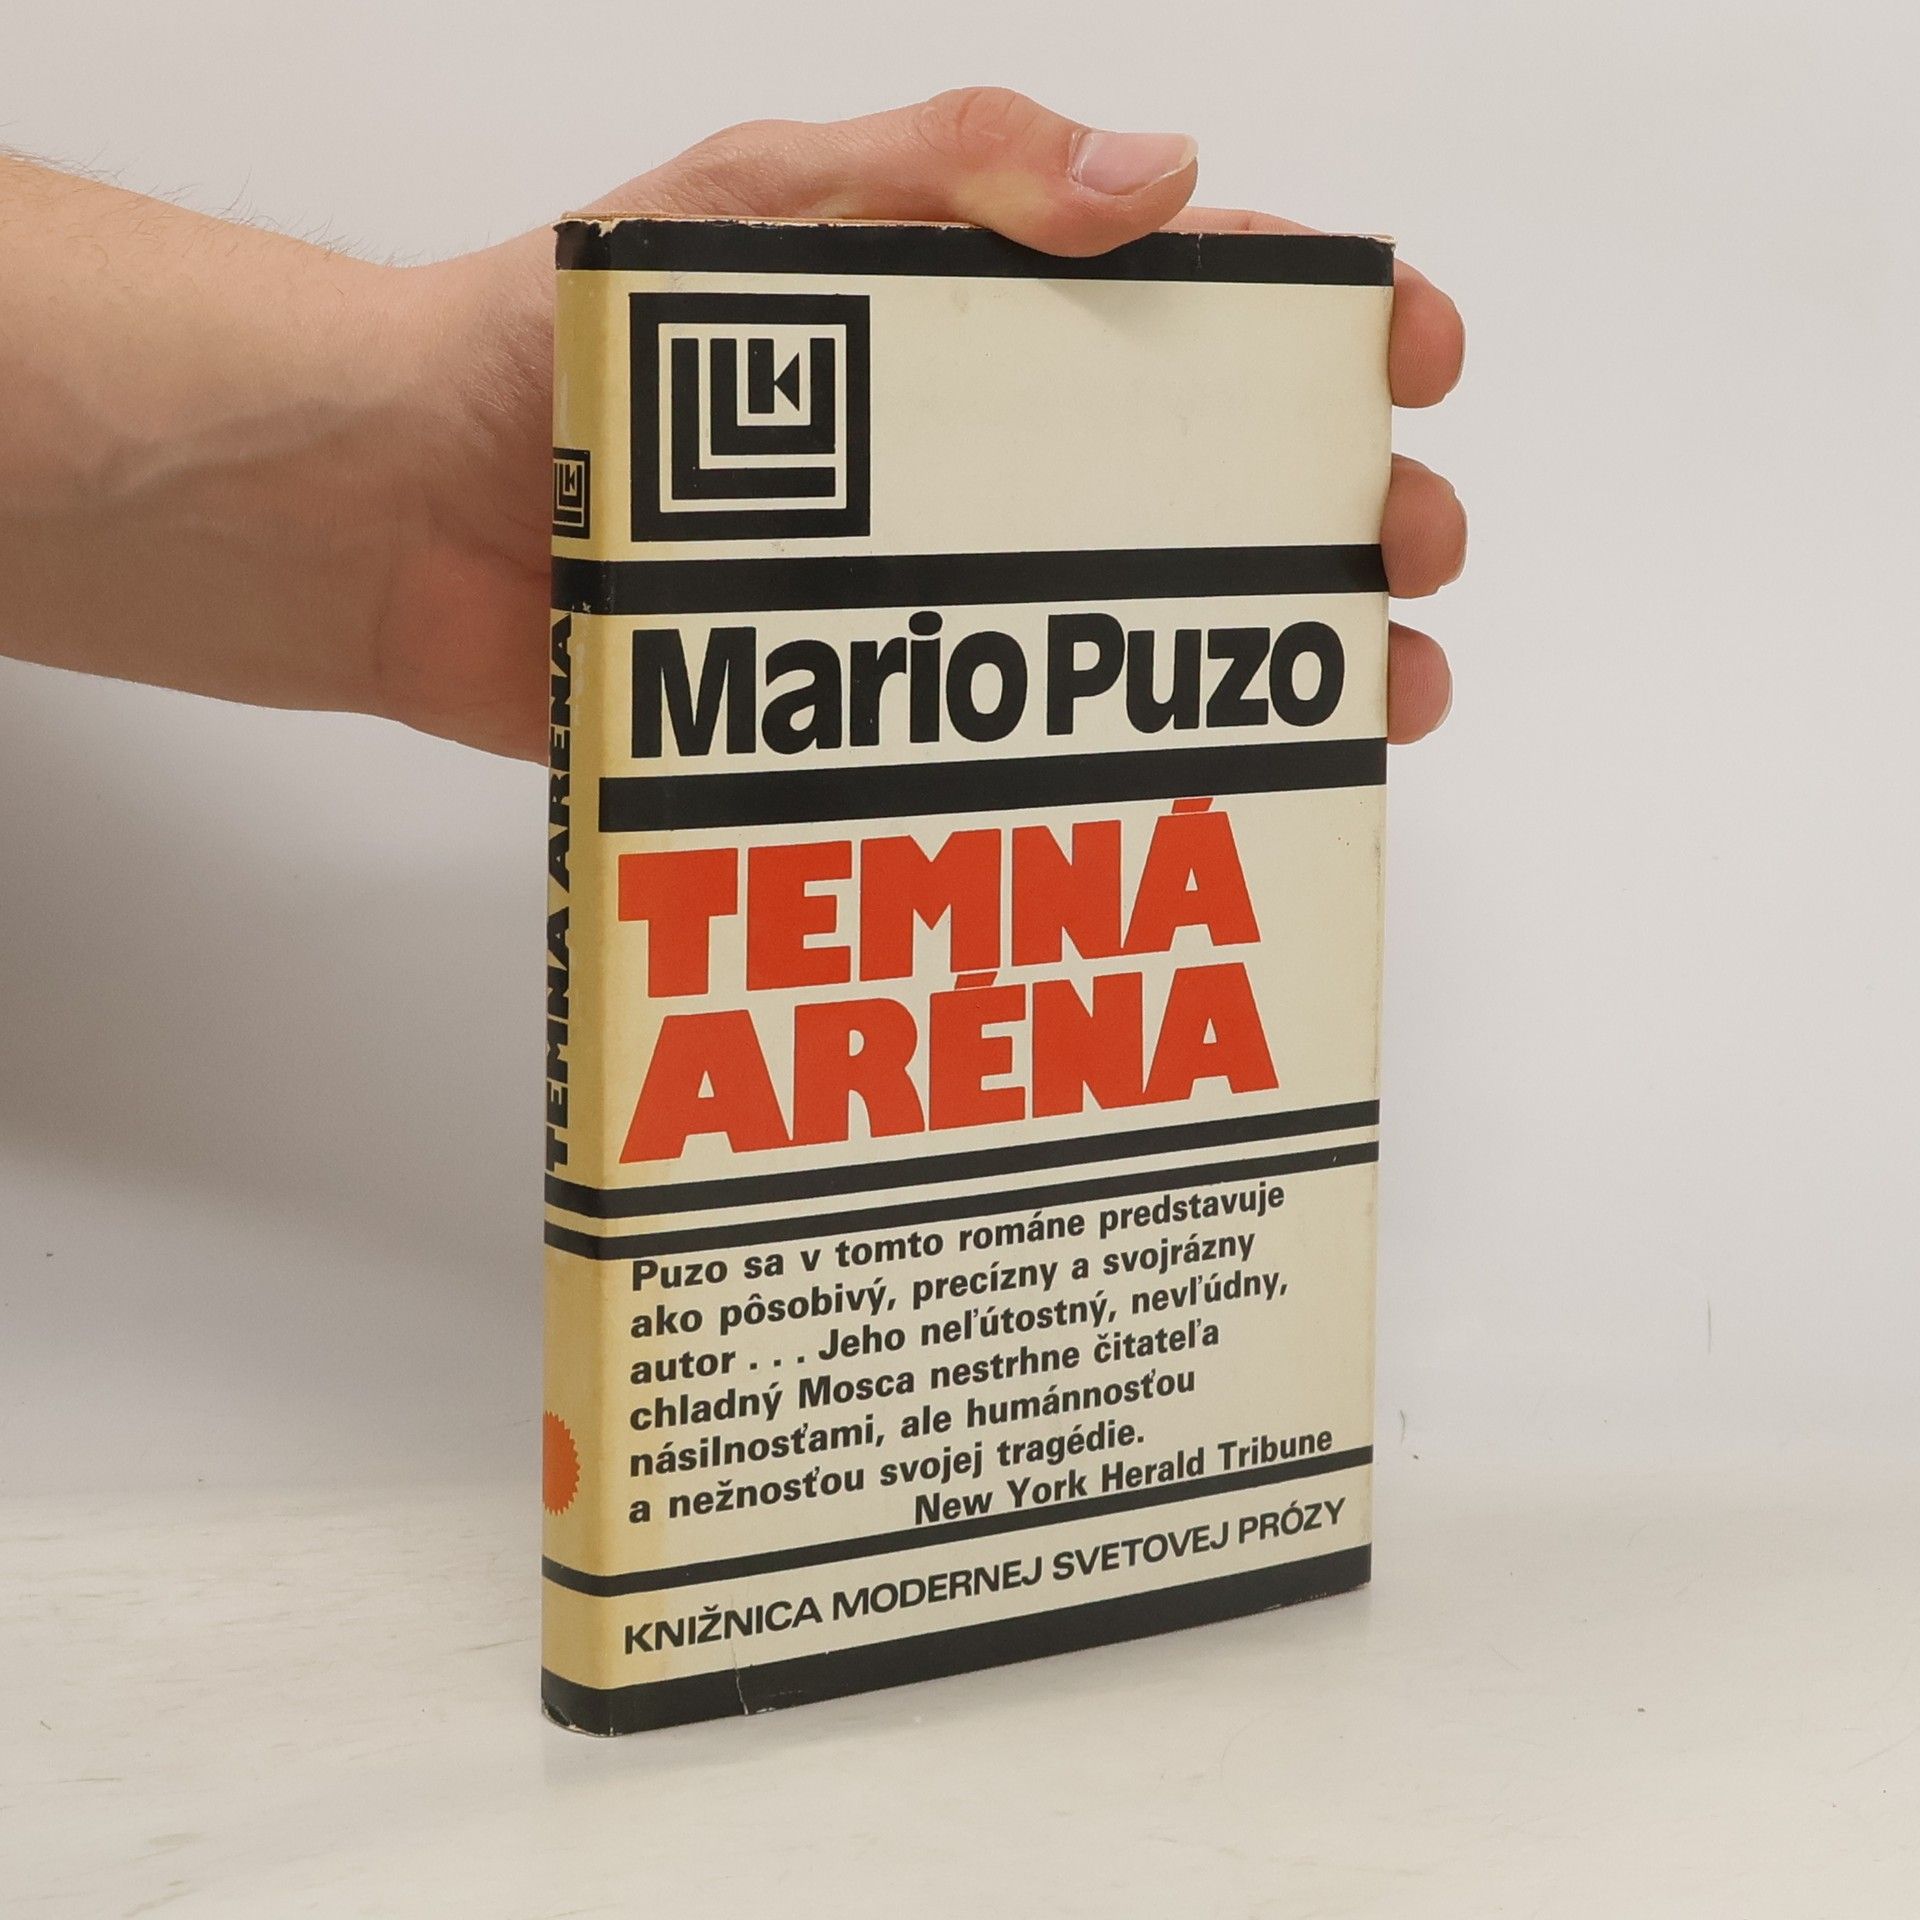 Mario Puzo
TEMNÁ
ARÉNA
Puzo sa v tomto románe predstavuje
ako pôsobivý, precízny a svojrázny
autor . . . Jeho neľútostný, nevľúdny,
chladný Mosca nestrhne čitateľa
násilnosťami, ale humánnosťou
a nežnosťou svojej tragédie.
New York Herald Tribune
KNIŽNICA MODERNEJ SVETOVEJ PRÓZY
TEMNÁ ARÉNA